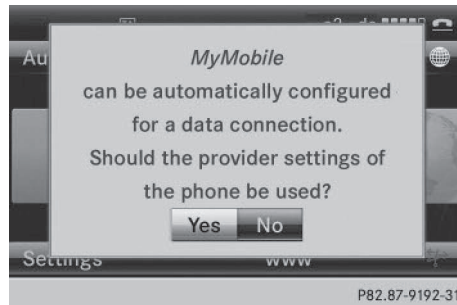 Au
MyMobile
can be automatically configured
for a data connection.
Should the provider settings of
the phone be used?
Yes No
Settings www
P82.87-9192-31